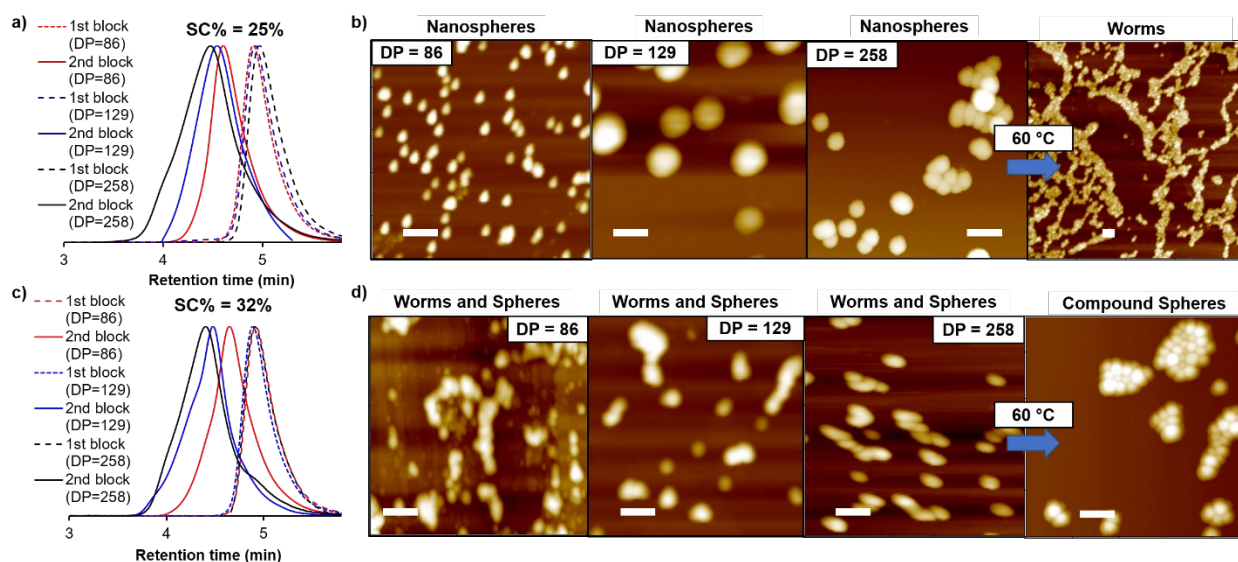 a)
SC% = 25%
1st block
(DP=86)
2nd block
(DP=86)
1st block
(DP=129)
2nd block
(DP=129)
1st block
(DP=258)
2nd block
(DP=258)
3 4 5
Retention time (min)
b)
Nanospheres Nanospheres Nanospheres Worms
DP = 86 DP = 129 DP = 258
60 °C
c)
SC% = 32%
1st block
(DP=86)
2nd block
(DP=86)
1st block
(DP=129)
2nd block
(DP=129)
1st block
(DP=258)
2nd block
(DP=258)
3 4 5
Retention time (min)
d)
Worms and Spheres Worms and Spheres Worms and Spheres Compound Spheres
DP = 86 DP = 129 DP = 258
60 °C